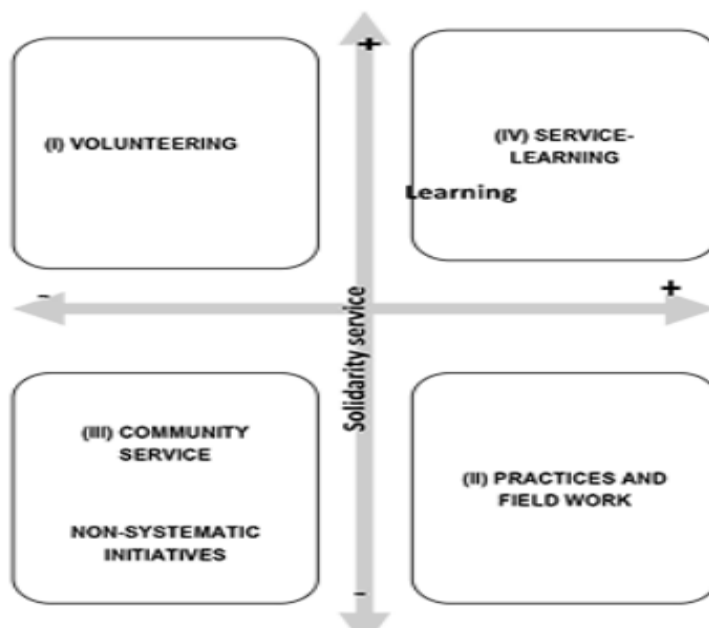 +
(I) VOLUNTEERING
(IV) SERVICE-
LEARNING
Learning
-
+
Solidarity service
(III) COMMUNITY
SERVICE
NON-SYSTEMATIC
INITIATIVES
(II) PRACTICES AND
FIELD WORK
-